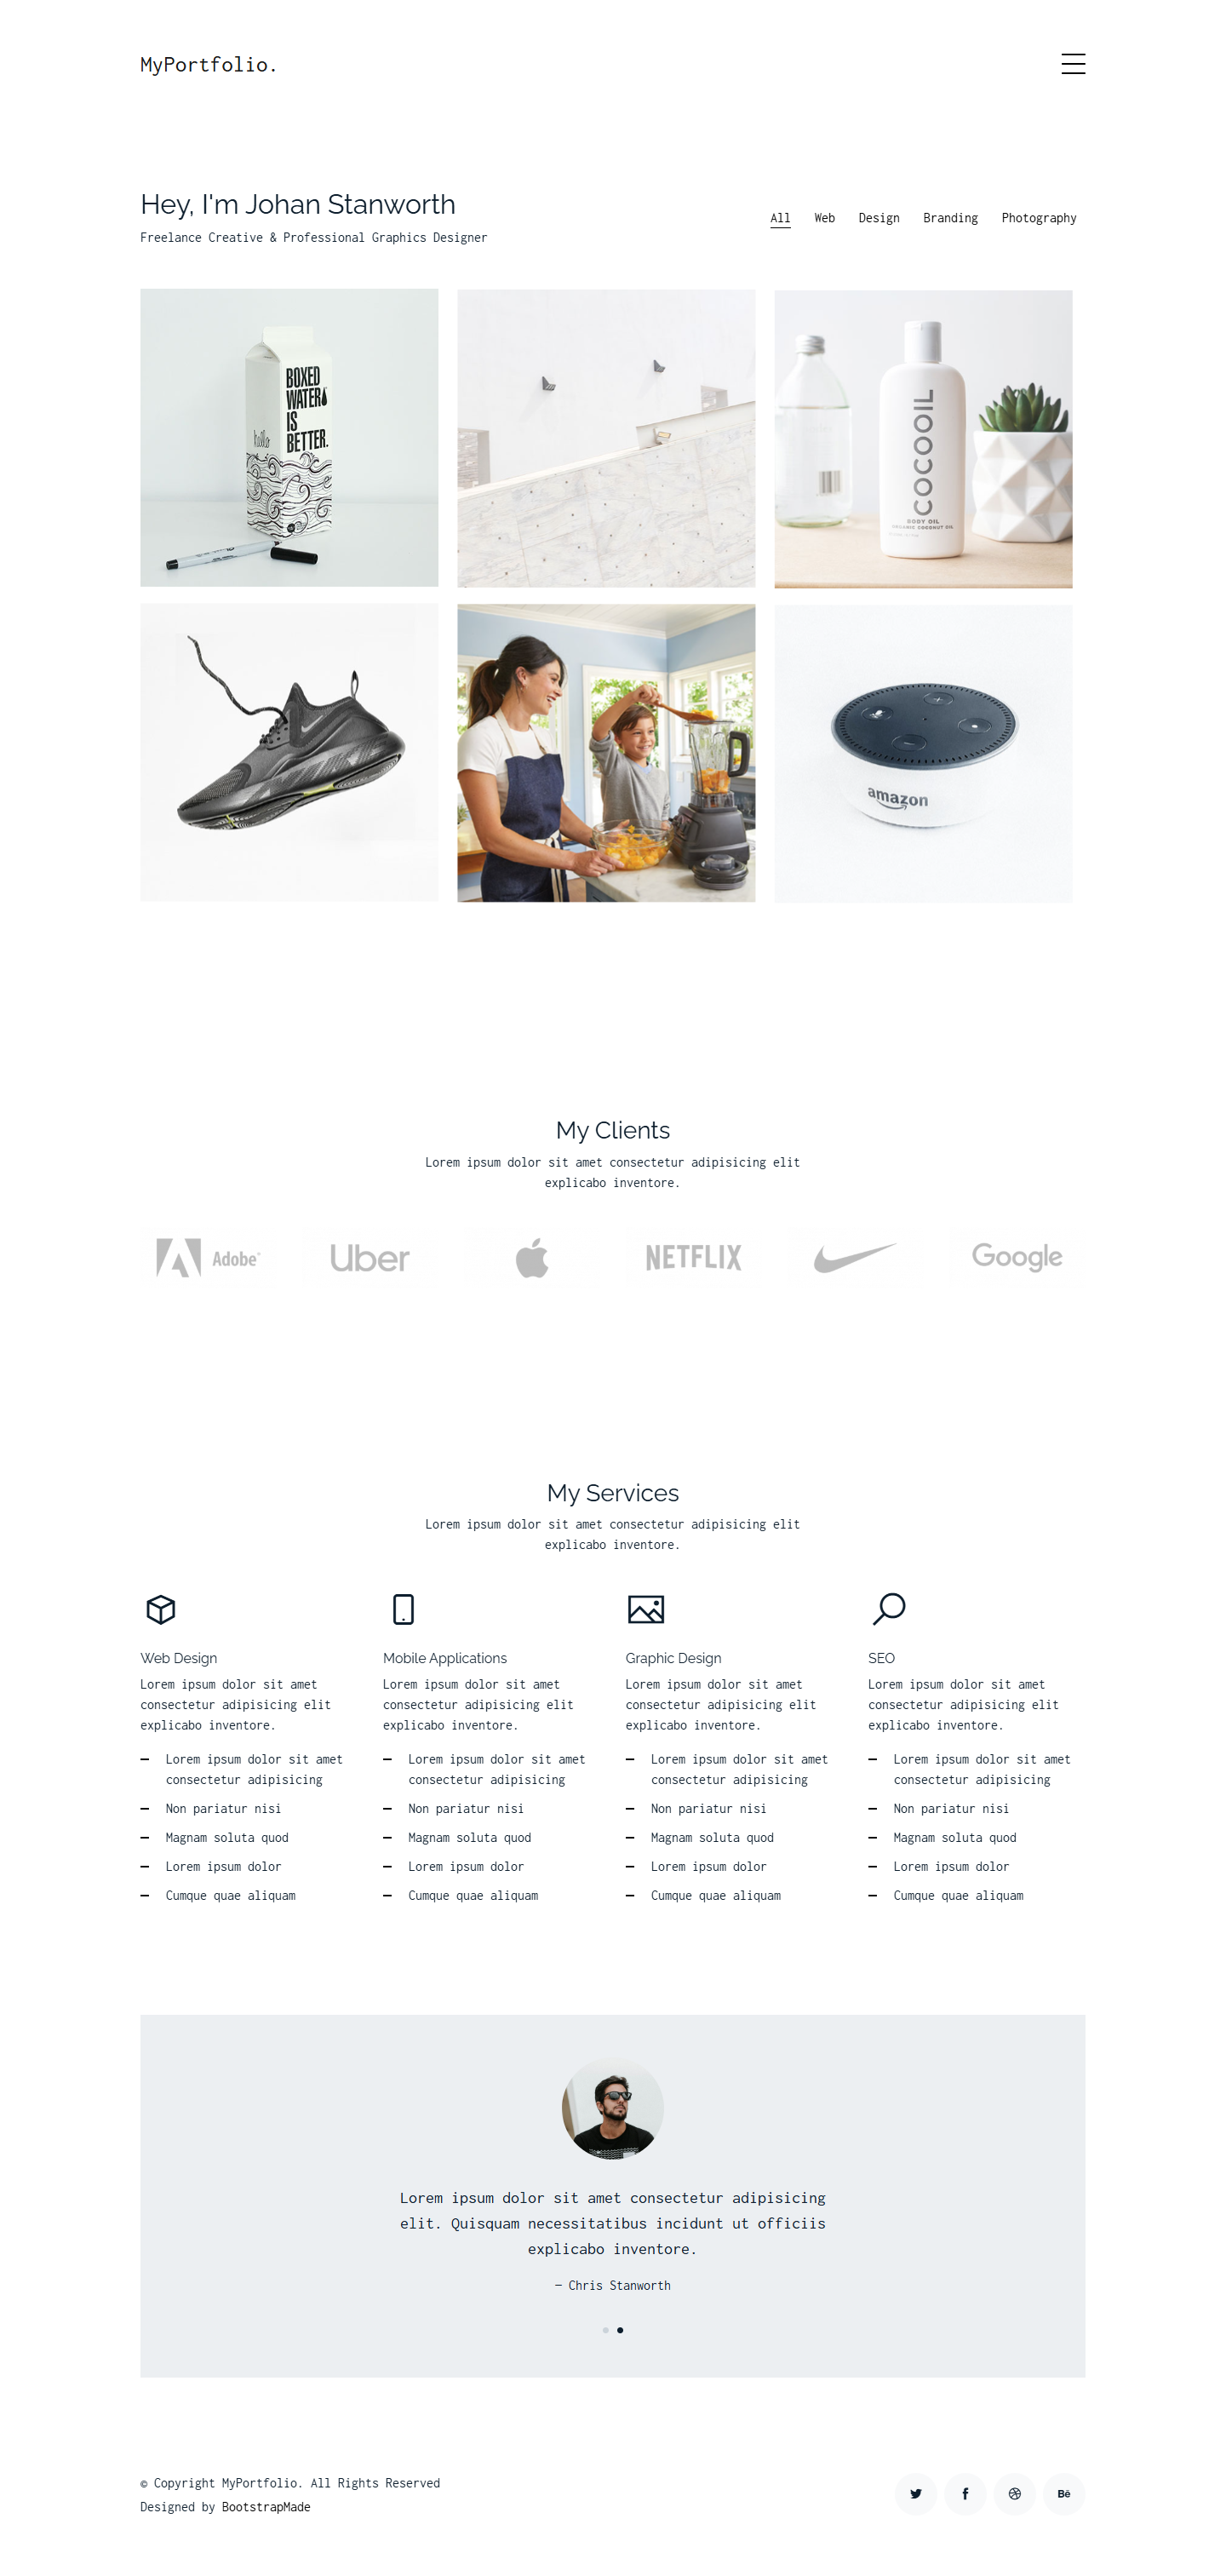 MyPortfolio.
Hey, I'm Johan Stanworth
Freelance Creative & Professional Graphics Designer
All Web Design Branding Photography
BOXED
WATER
IS
BETTER.
hello
COCOOIL
BODY OIL
ORGANIC COCONUT OIL
amazon
My Clients
Lorem ipsum dolor sit amet consectetur adipisicing elit
explicabo inventore.
Adobe Uber NETFLIX Google
My Services
Lorem ipsum dolor sit amet consectetur adipisicing elit
explicabo inventore.
Web Design
Lorem ipsum dolor sit amet
consectetur adipisicing elit
explicabo inventore.
Lorem ipsum dolor sit amet
consectetur adipisicing
Non pariatur nisi
Magnam soluta quod
Lorem ipsum dolor
Cumque quae aliquam
Mobile Applications
Lorem ipsum dolor sit amet
consectetur adipisicing elit
explicabo inventore.
Lorem ipsum dolor sit amet
consectetur adipisicing
Non pariatur nisi
Magnam soluta quod
Lorem ipsum dolor
Cumque quae aliquam
Graphic Design
Lorem ipsum dolor sit amet
consectetur adipisicing elit
explicabo inventore.
Lorem ipsum dolor sit amet
consectetur adipisicing
Non pariatur nisi
Magnam soluta quod
Lorem ipsum dolor
Cumque quae aliquam
SEO
Lorem ipsum dolor sit amet
consectetur adipisicing elit
explicabo inventore.
Lorem ipsum dolor sit amet
consectetur adipisicing
Non pariatur nisi
Magnam soluta quod
Lorem ipsum dolor
Cumque quae aliquam
Lorem ipsum dolor sit amet consectetur adipisicing
elit. Quisquam necessitatibus incidunt ut officiis
explicabo inventore.
— Chris Stanworth
© Copyright MyPortfolio. All Rights Reserved
Designed by BootstrapMade
Bē